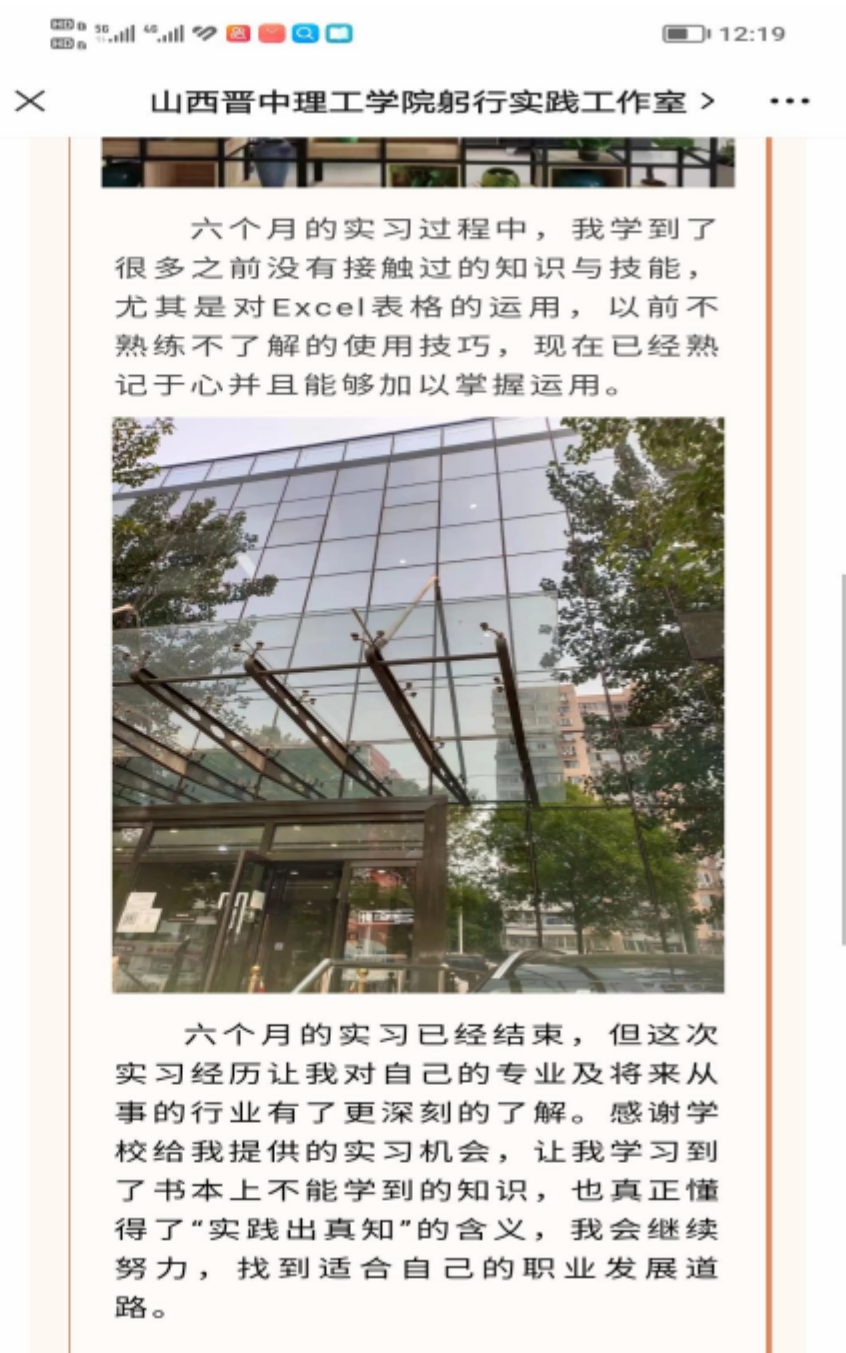 12:19
山西晋中理工学院躬行实践工作室 >
六个月的实习过程中，我学到了
很多之前没有接触过的知识与技能，
尤其是对Excel表格的运用，以前不
熟练不了解的使用技巧，现在已经熟
记于心并且能够加以掌握运用。
六个月的实习已经结束，但这次
实习经历让我对自己的专业及将来从
事的行业有了更深刻的了解。感谢学
校给我提供的实习机会，让我学习到
了书本上不能学到的知识，也真正懂
得了“实践出真知”的含义，我会继续
努力，找到适合自己的职业发展道
路。